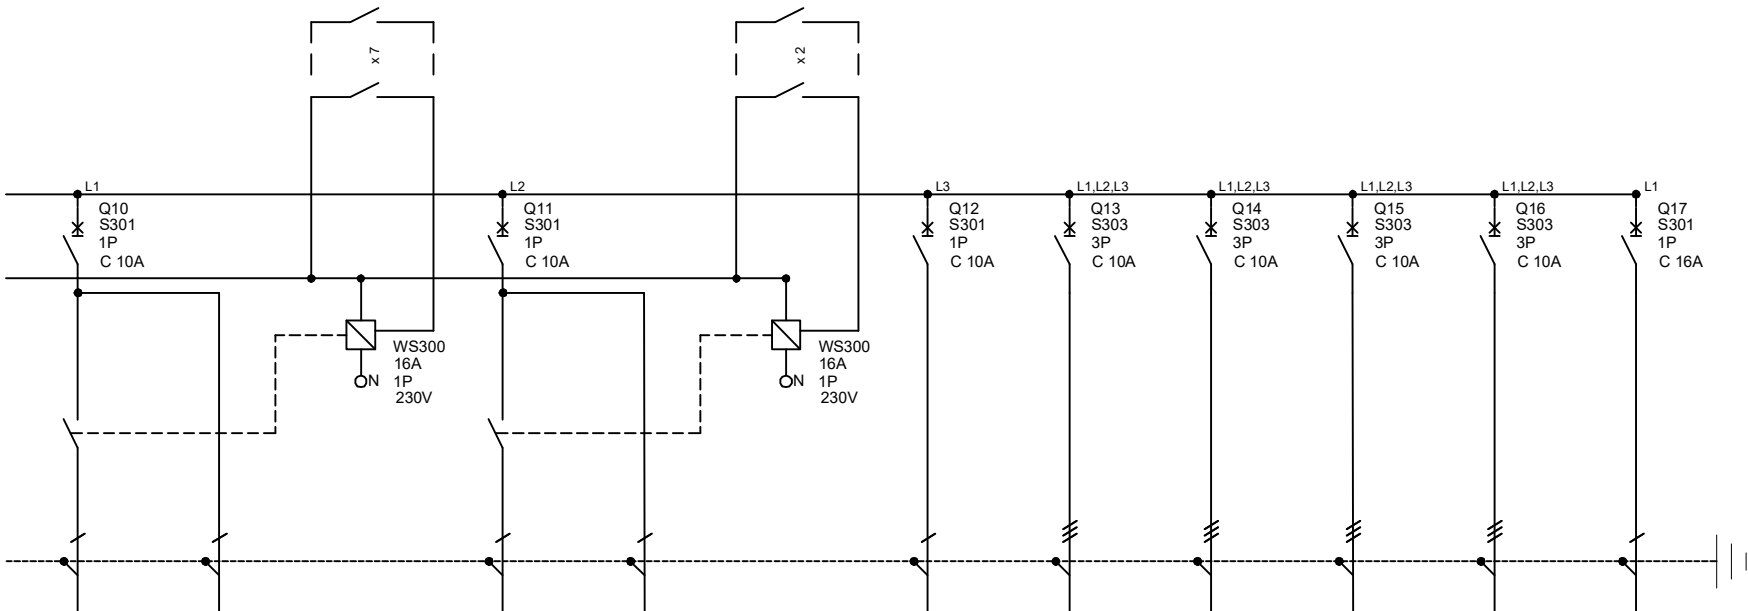 x 7
x 2
L1
L2
L3
L1,L2,L3
L1,L2,L3
L1,L2,L3
L1,L2,L3
L1
Q10
S301
1P
C 10A
Q11
S301
1P
C 10A
Q12
S301
1P
C 10A
Q13
S303
3P
C 10A
Q14
S303
3P
C 10A
Q15
S303
3P
C 10A
Q16
S303
3P
C 10A
Q17
S301
1P
C 16A
WS300
16A
1P
230V
N
WS300
16A
1P
230V
N